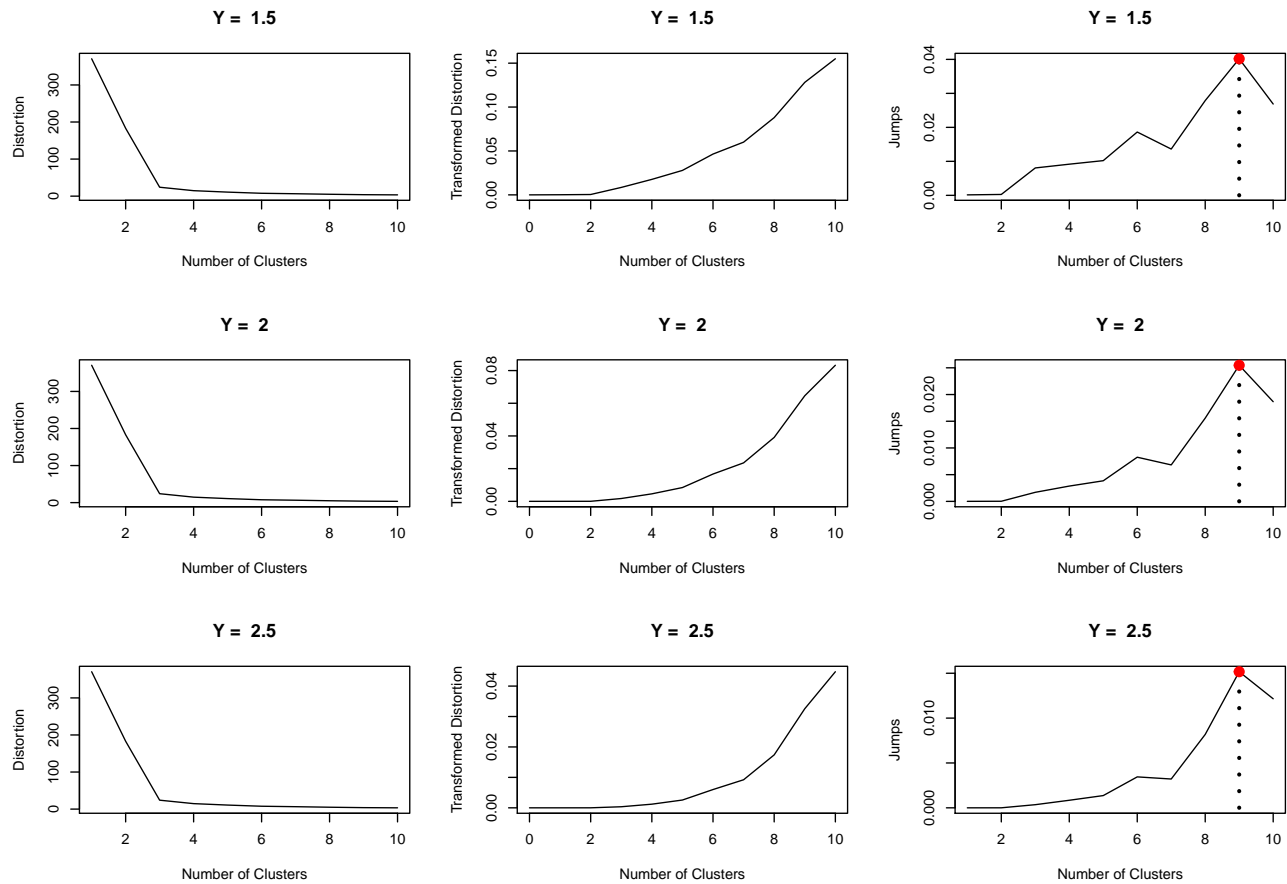 Y = 1.5
Distortion
0 100 200 300
2 4 6 8 10
Number of Clusters
Y = 1.5
Transformed Distortion
0.00 0.05 0.10 0.15
0 2 4 6 8 10
Number of Clusters
Y = 1.5
Jumps
0.00 0.02 0.04
2 4 6 8 10
Number of Clusters
Y = 2
Distortion
0 100 200 300
2 4 6 8 10
Number of Clusters
Y = 2
Transformed Distortion
0.00 0.04 0.08
0 2 4 6 8 10
Number of Clusters
Y = 2
Jumps
0.000 0.010 0.020
2 4 6 8 10
Number of Clusters
Y = 2.5
Distortion
0 100 200 300
2 4 6 8 10
Number of Clusters
Y = 2.5
Transformed Distortion
0.00 0.02 0.04
0 2 4 6 8 10
Number of Clusters
Y = 2.5
Jumps
0.000 0.010
2 4 6 8 10
Number of Clusters